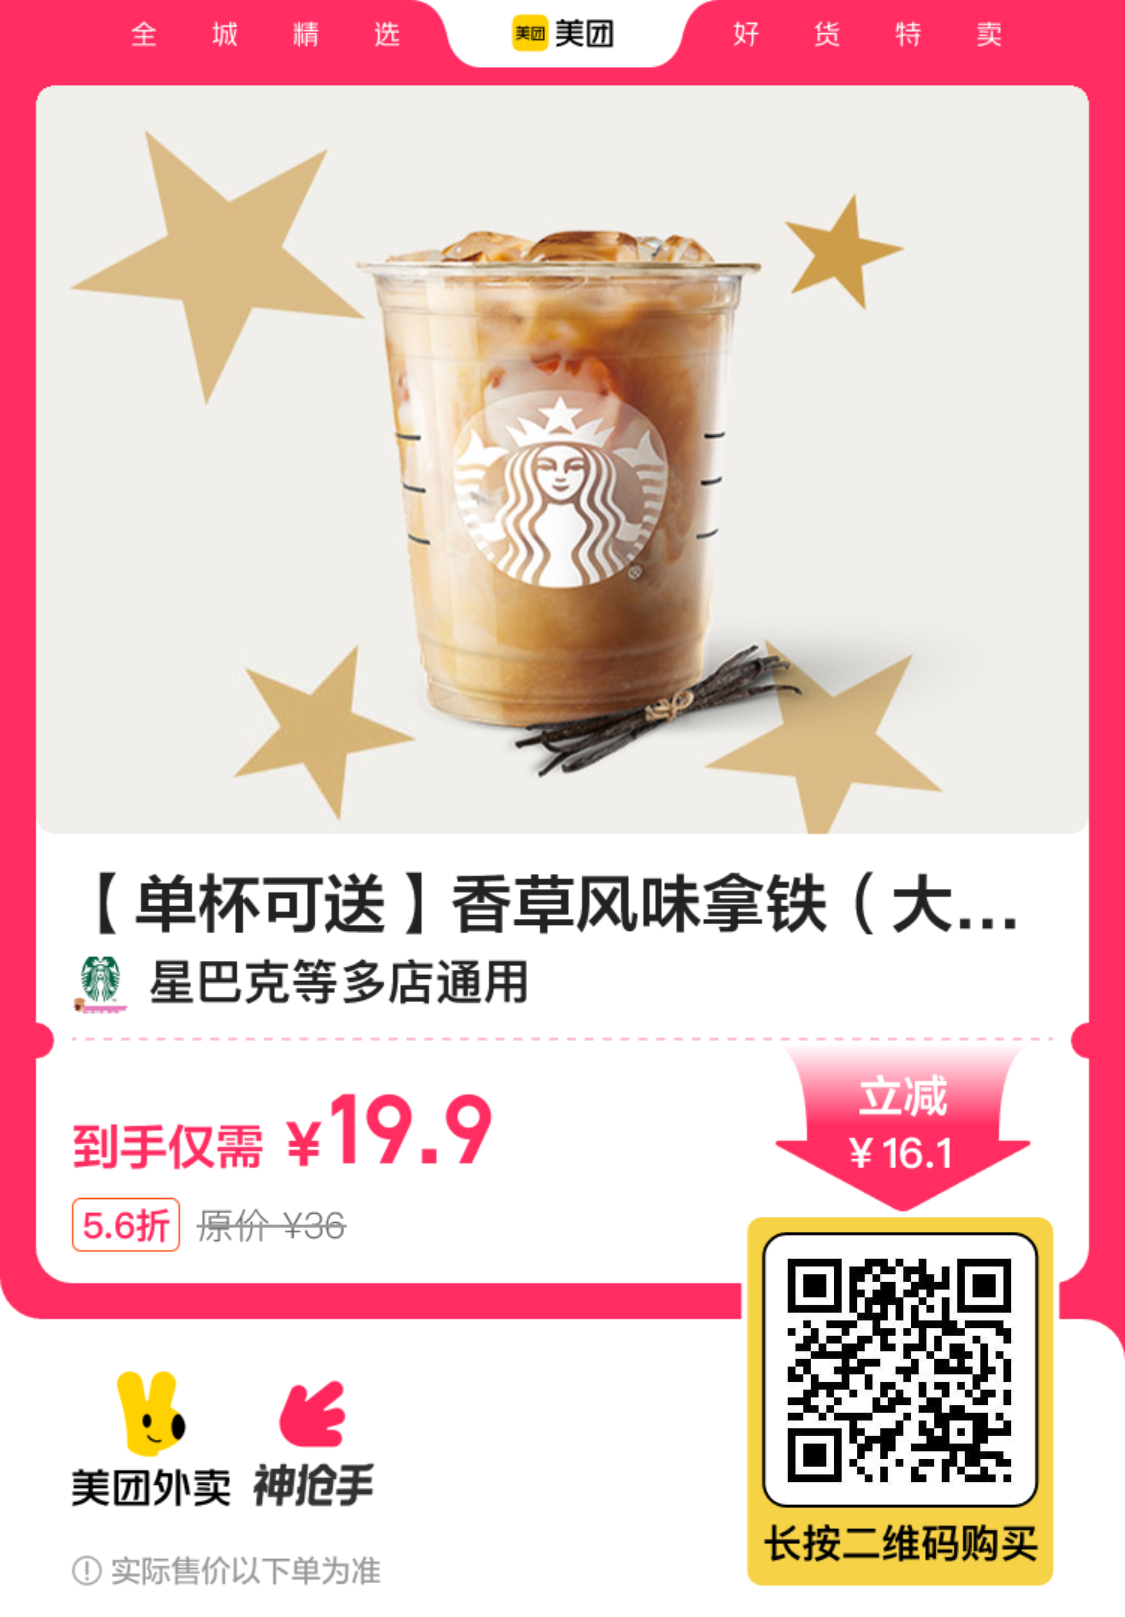 全城精选 美团 美团 好货特卖
【单杯可送】香草风味拿铁（大...
星巴克等多店通用
立减
到手仅需 ¥19.9
¥16.1
5.6折 原价 ¥36
美团外卖 神抢手
长按二维码购买
实际售价以下单为准